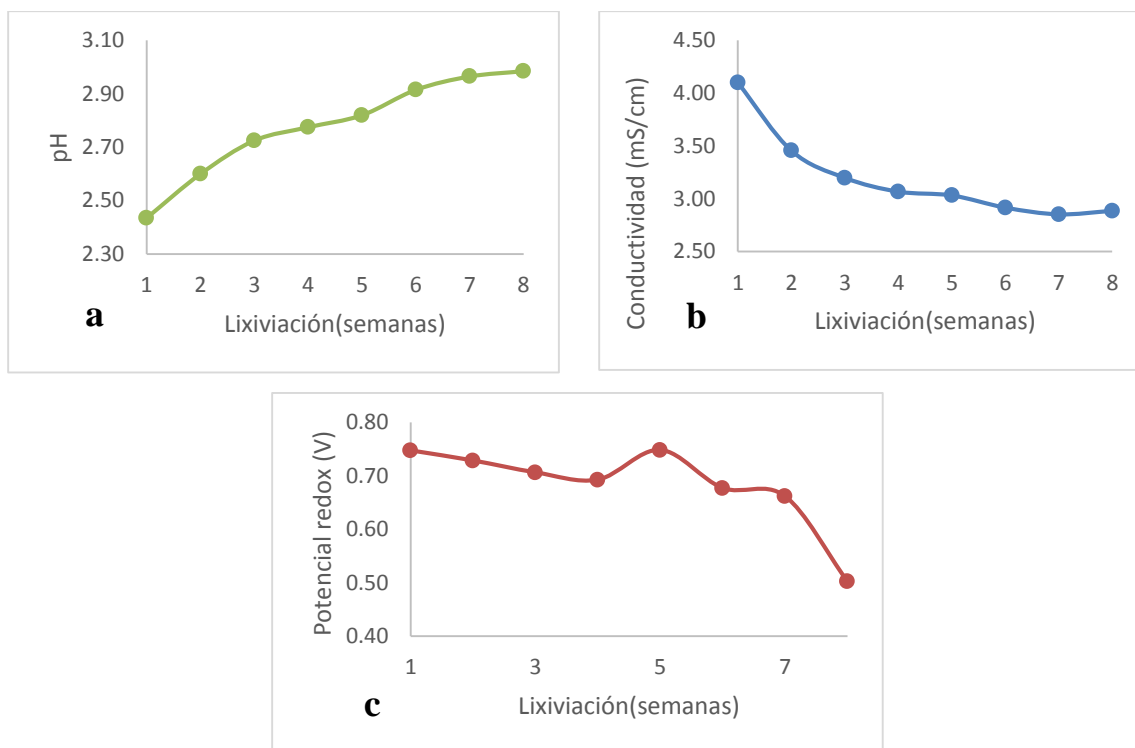 3.10
2.90
2.70
2.50
2.30
pH
1 2 3 4 5 6 7 8
Lixiviación(semanas)
a
4.50
4.00
3.50
3.00
2.50
Conductividad (mS/cm)
1 2 3 4 5 6 7 8
Lixiviación(semanas)
b
0.80
0.70
0.60
0.50
0.40
Potencial redox (V)
1 3 5 7
Lixiviación(semanas)
c